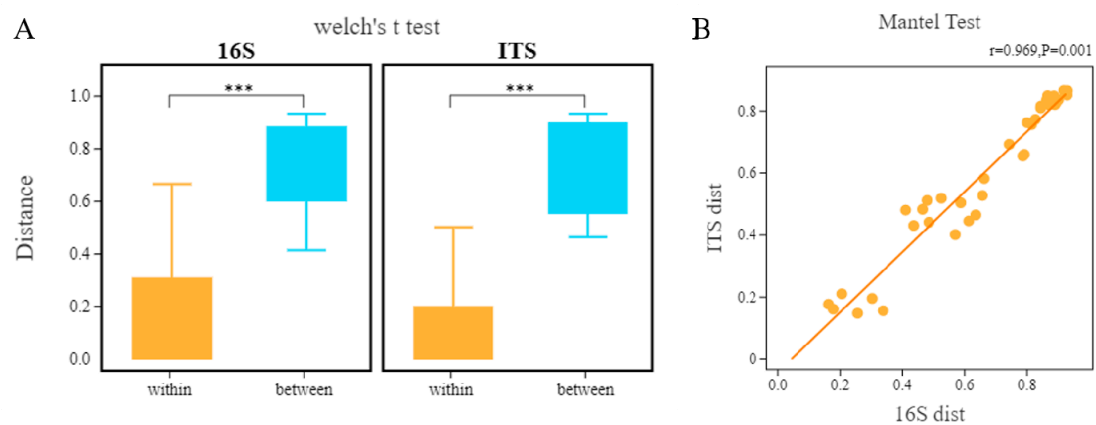 A
welch's t test
16S
ITS
***
***
Distance
1.0
0.8
0.6
0.4
0.2
0.0
within
between
within
between
B
Mantel Test
r=0.969,P=0.001
ITS dist
0.8
0.6
0.4
0.2
0
0.0
0.2
0.4
0.6
0.8
16S dist